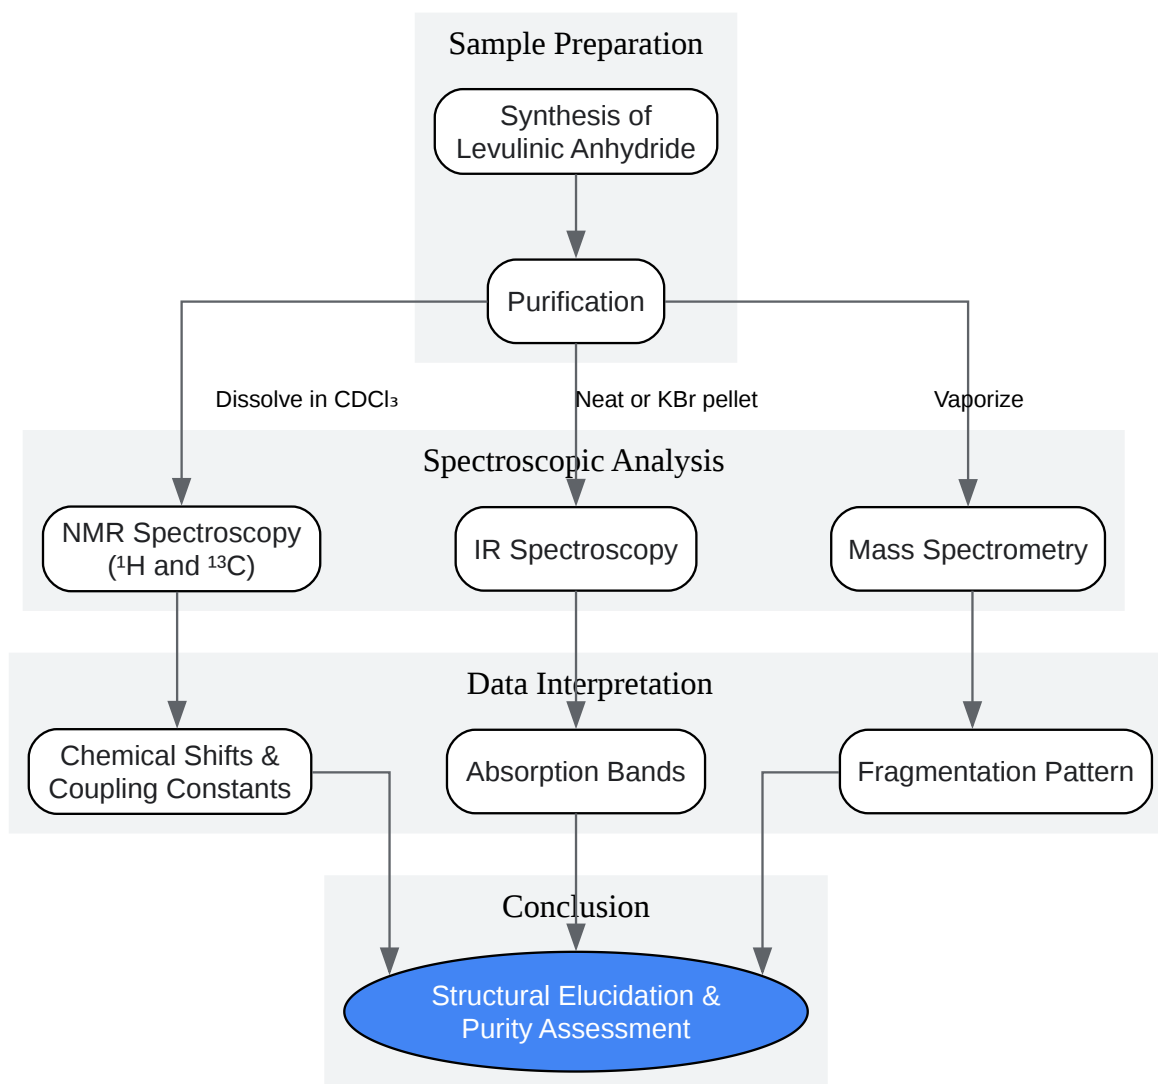 Sample Preparation
Synthesis of
Levulinic Anhydride
Purification
Dissolve in CDCl₃
Neat or KBr pellet
Vaporize
Spectroscopic Analysis
NMR Spectroscopy
(¹H and ¹³C)
IR Spectroscopy
Mass Spectrometry
Data Interpretation
Chemical Shifts &
Coupling Constants
Absorption Bands
Fragmentation Pattern
Conclusion
Structural Elucidation &
Purity Assessment